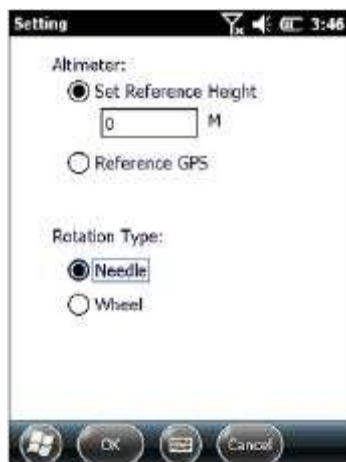 Setting 3:46
Altimeter:
Set Reference Height
0 M
Reference GPS
Rotation Type:
Needle
Wheel
OK Cancel